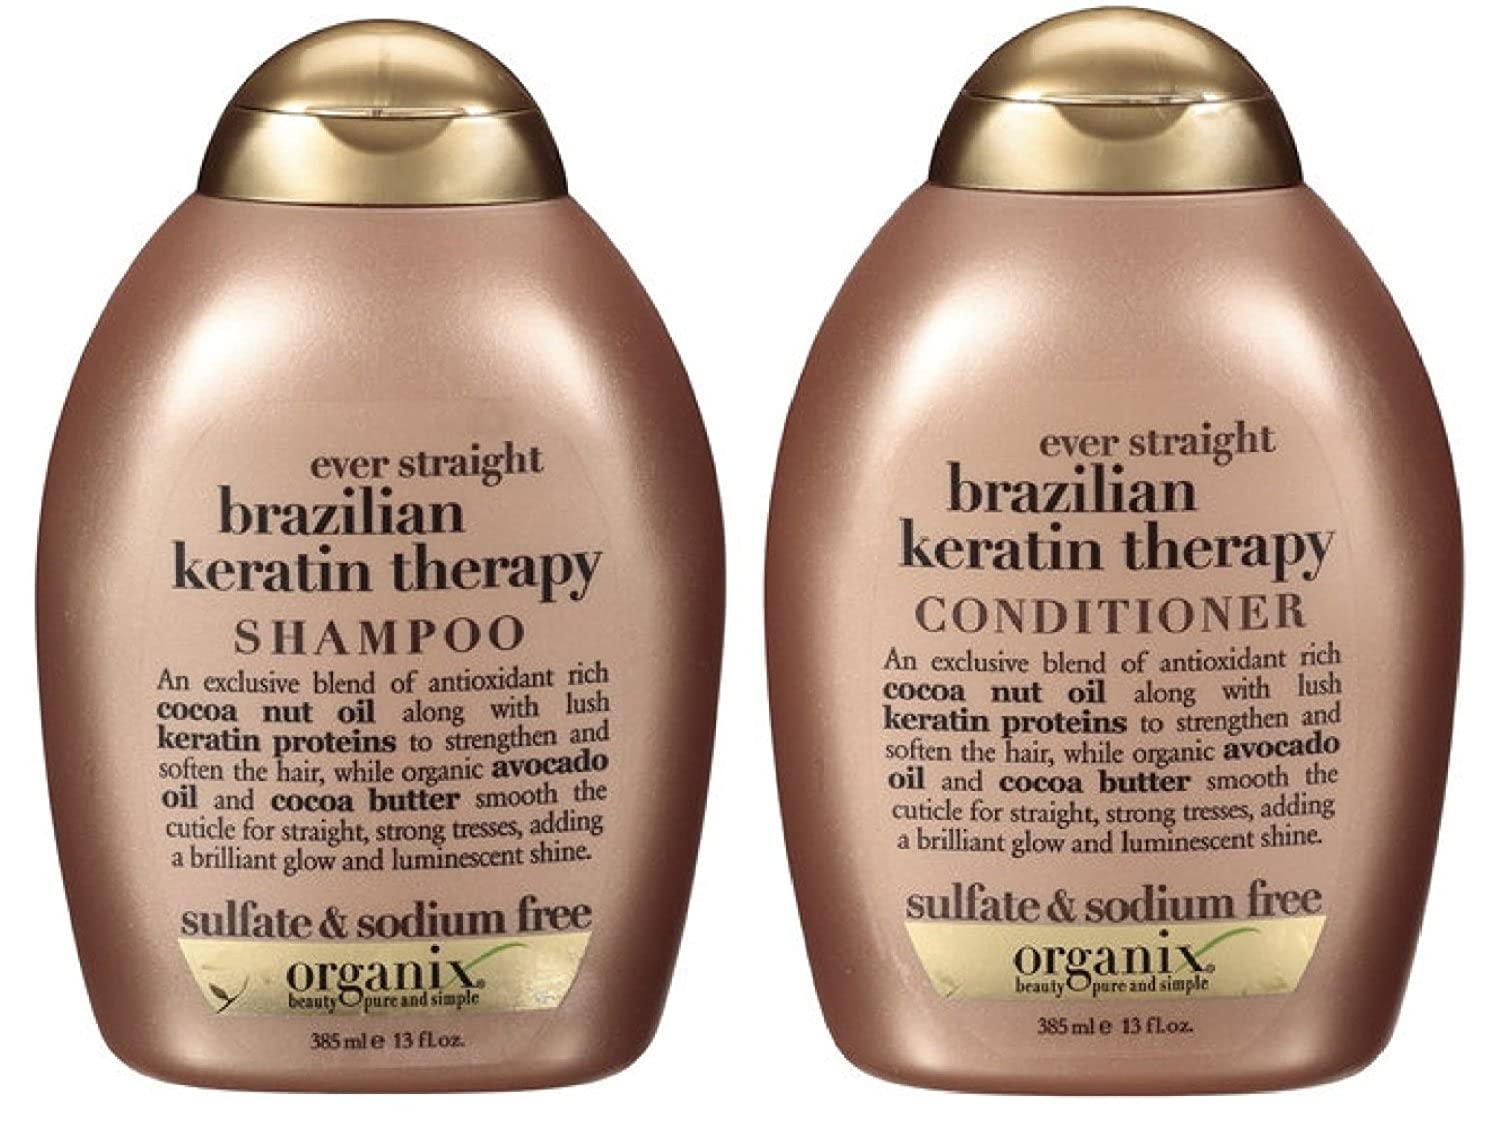 ever straight
brazilian
keratin therapy
SHAMPOO
An exclusive blend of antioxidant rich
cocoa nut oil along with lush
keratin proteins to strengthen and
soften the hair, while organic avocado
oil and cocoa butter smooth the
cuticle for straight, strong tresses, adding
a brilliant glow and luminescent shine.
sulfate & sodium free
organix®
beauty pure and simple
385 ml e 13 fl.oz.
ever straight
brazilian
keratin therapy
CONDITIONER
An exclusive blend of antioxidant rich
cocoa nut oil along with lush
keratin proteins to strengthen and
soften the hair, while organic avocado
oil and cocoa butter smooth the
cuticle for straight, strong tresses, adding
a brilliant glow and luminescent shine.
sulfate & sodium free
organix®
beauty pure and simple
385 ml e 13 fl.oz.